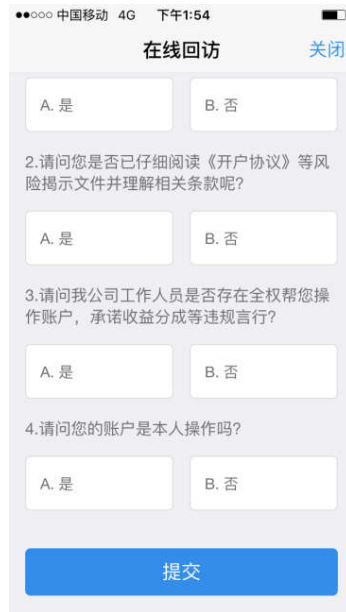 中国移动 4G 下午1:54
在线回访 关闭
A. 是 B. 否
2.请问您是否已仔细阅读《开户协议》等风
险揭示文件并理解相关条款呢?
A. 是 B. 否
3.请问我公司工作人员是否存在全权帮您操
作账户，承诺收益分成等违规言行?
A. 是 B. 否
4.请问您的账户是本人操作吗?
A. 是 B. 否
提交